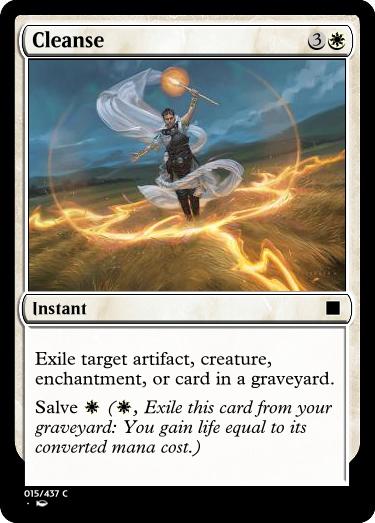 Cleanse 3
Instant
Exile target artifact, creature,
enchantment, or card in a graveyard.
Salve (, Exile this card from your
graveyard: You gain life equal to its
converted mana cost.)
015/437 C